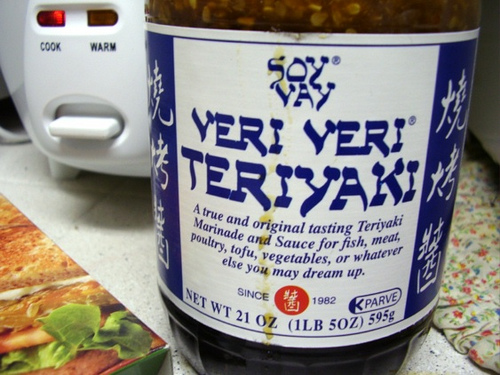 COOK WARM
SOY®
VAY
VERI VERI®
TERIYAKI
A true and original tasting Teriyaki
Marinade and Sauce for fish, meat,
poultry, tofu, vegetables, or whatever
else you may dream up.
SINCE 醬 1982 K PARVE
NET WT 21 OZ (1LB 5OZ) 595g
燒烤醬
燒烤醬